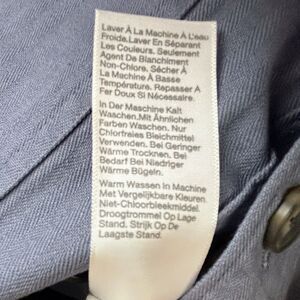 Laver À La Machine À L'eau
Froide.Laver En Séparant
Les Couleurs. Seulement
Agent De Blanchiment
Non-Chlore. Sécher À
La Machine À Basse
Température. Repasser À
Fer Doux Si Nécessaire.
In Der Maschine Kalt
Waschen.Mit Ähnlichen
Farben Waschen. Nur
Chlorfreies Bleichmittel
Verwenden. Bei Geringer
Wärme Trocknen. Bei
Bedarf Bei Niedriger
Wärme Bügeln.
Warm Wassen In Machine
Met Vergelijkbare Kleuren.
Niet-Chloorbleekmiddel.
Droogtrommel Op Lage
Stand. Strijk Op De
Laagste Stand.